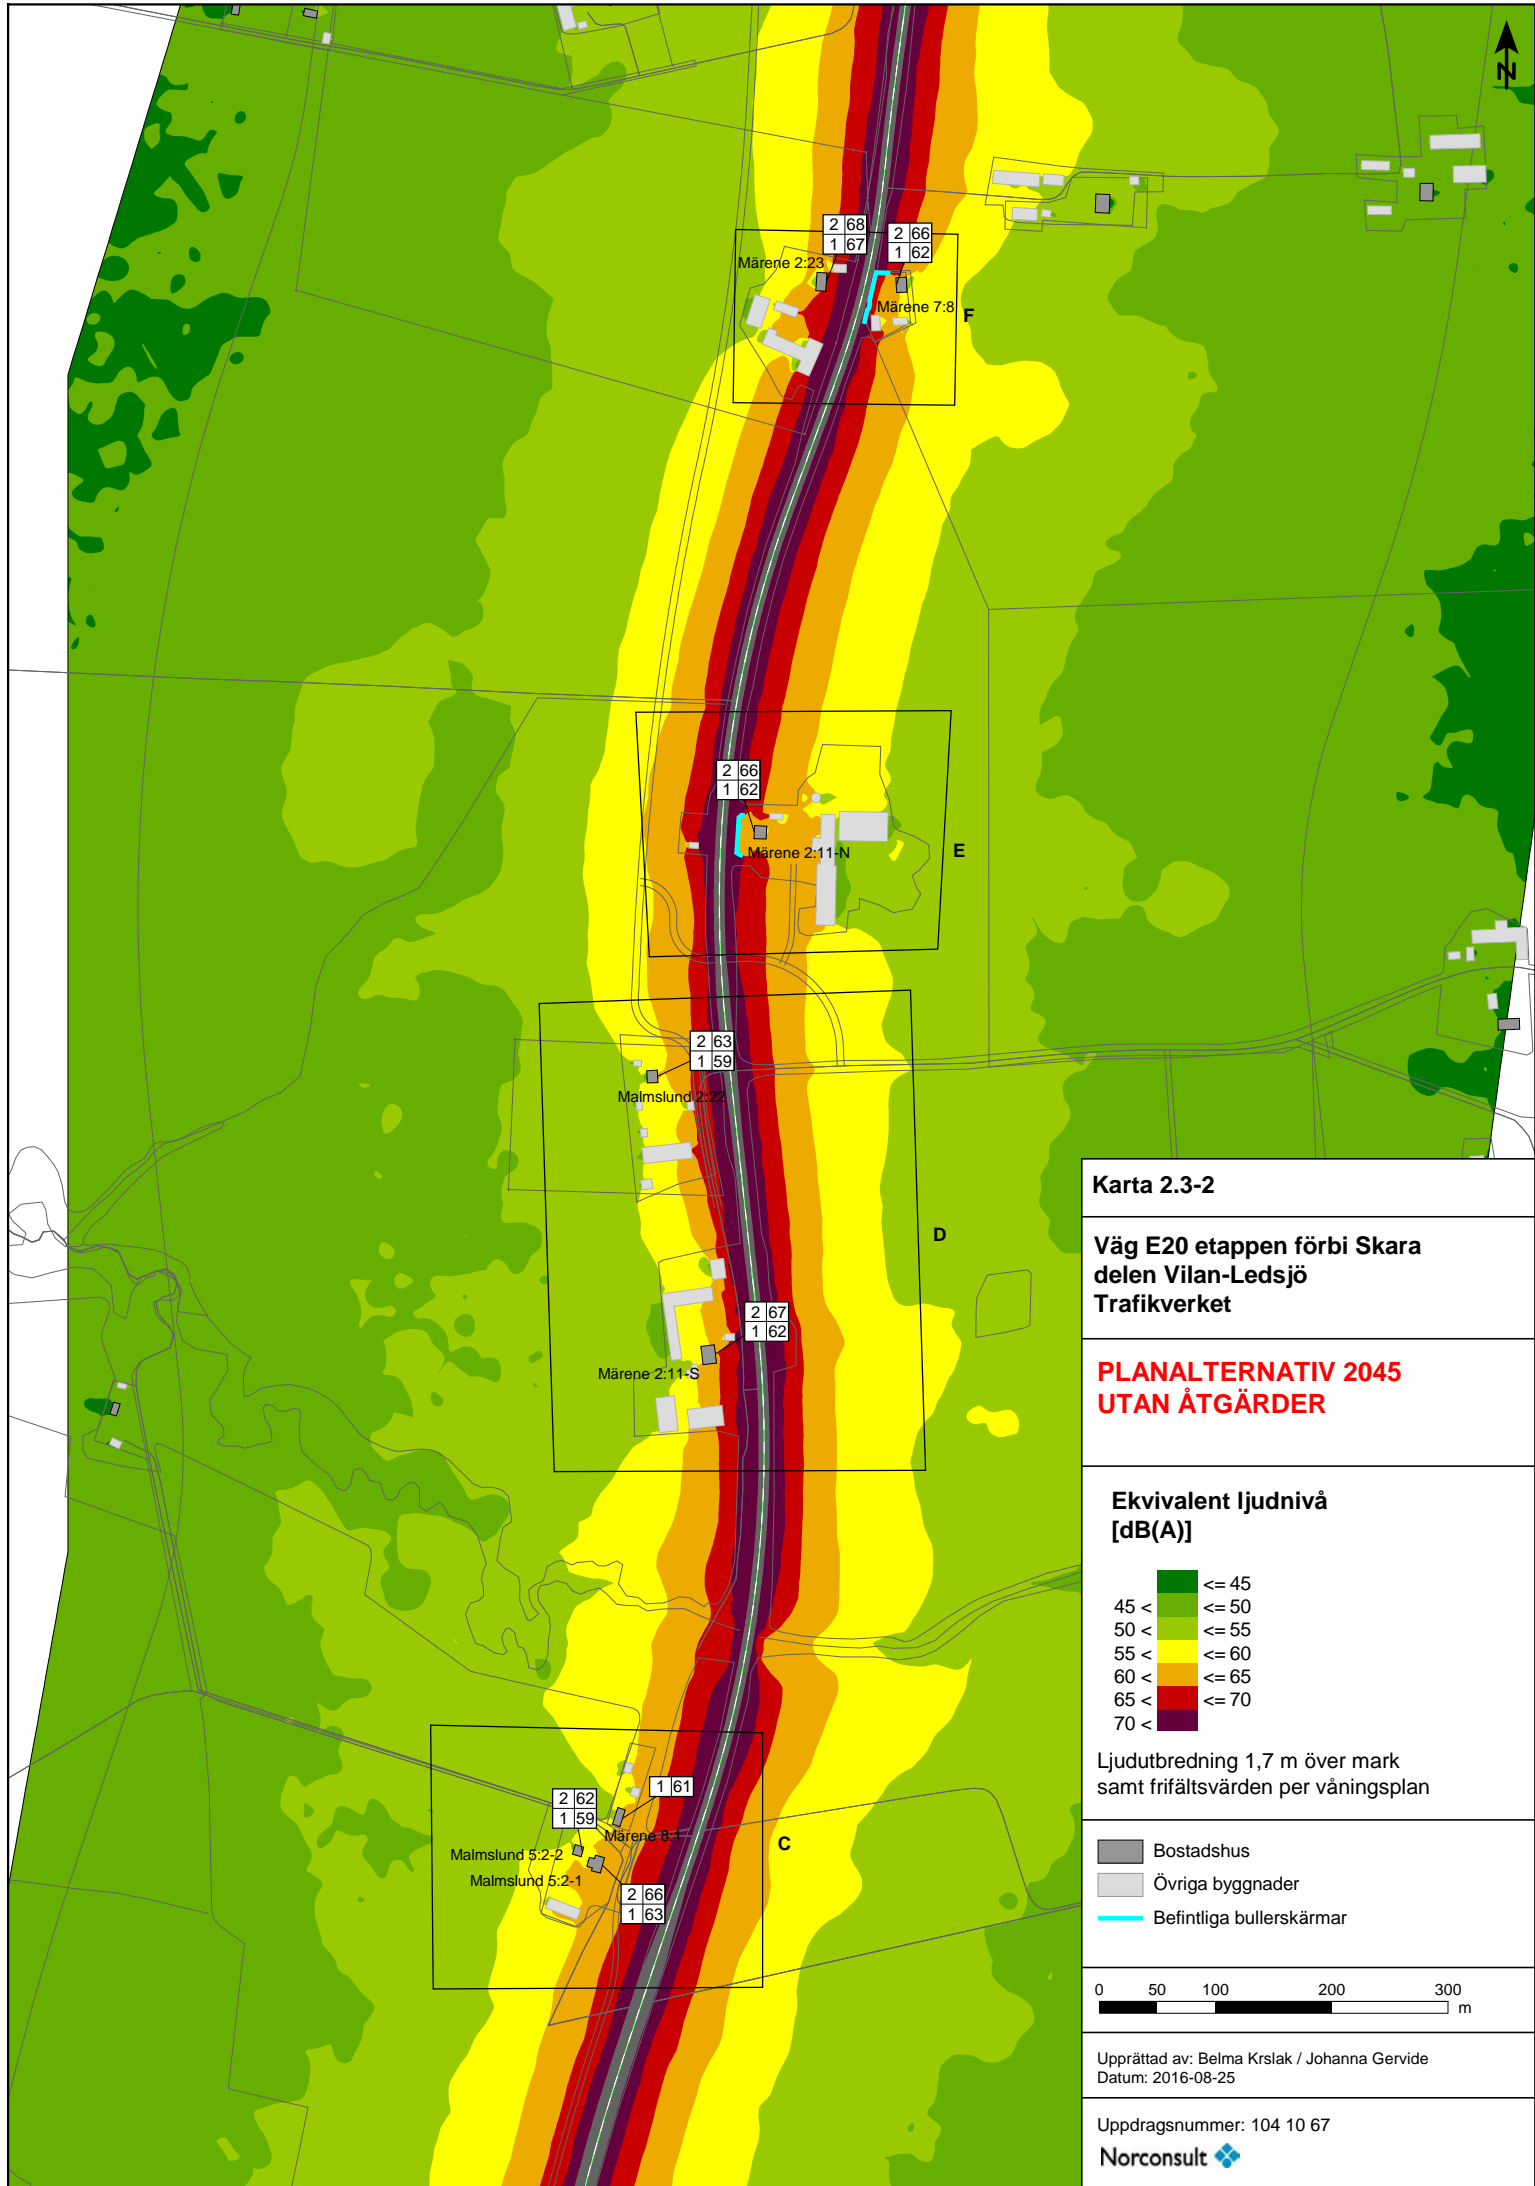 N
2 68
1 67
2 66
1 62
Märene 2:23
Märene 7:8
F
2 66
1 62
Märene 2:11-N
E
2 63
1 59
Malmslund 2:22
D
2 67
1 62
Märene 2:11-S
1 61
2 62
1 59
Märene 8:1
C
Malmslund 5:2-2
Malmslund 5:2-1
2 66
1 63
Karta 2.3-2
Väg E20 etappen förbi Skara
delen Vilan-Ledsjö
Trafikverket
PLANALTERNATIV 2045
UTAN ÅTGÄRDER
Ekvivalent ljudnivå
[dB(A)]
<= 45
45 < <= 50
50 < <= 55
55 < <= 60
60 < <= 65
65 < <= 70
70 <
Ljudutbredning 1,7 m över mark
samt frifältsvärden per våningsplan
Bostadshus
Övriga byggnader
Befintliga bullerskärmar
0 50 100 200 300
m
Upprättad av: Belma Krslak / Johanna Gervide
Datum: 2016-08-25
Uppdragsnummer: 104 10 67
Norconsult